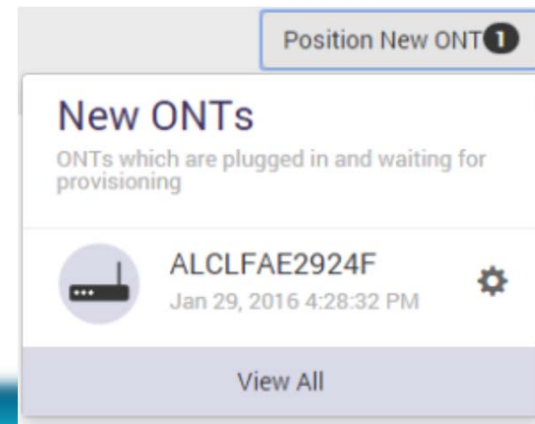 Position New ONT 1
New ONTs
ONTs which are plugged in and waiting for
provisioning
ALCLFAE2924F
Jan 29, 2016 4:28:32 PM
View All